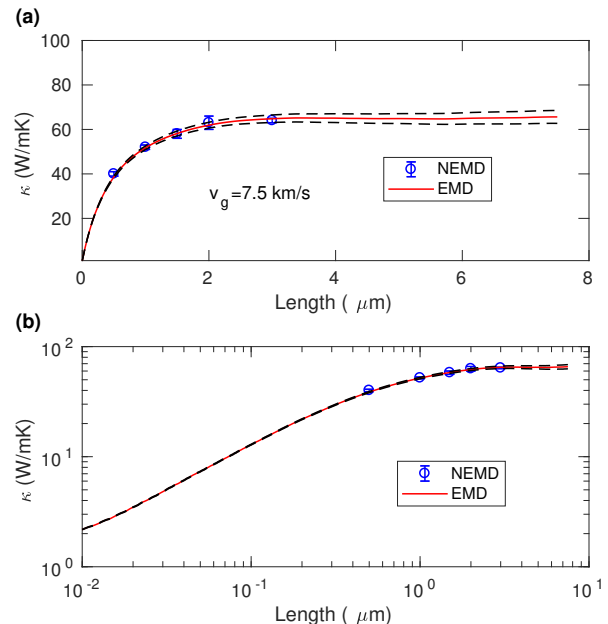 (a)
100
80
60
40
20
κ (W/mK)
NEMD
EMD
v_g=7.5 km/s
0 2 4 6 8
Length ( μm)
(b)
10^2
10^1
10^0
κ (W/mK)
NEMD
EMD
10^-2 10^-1 10^0 10^1
Length ( μm)